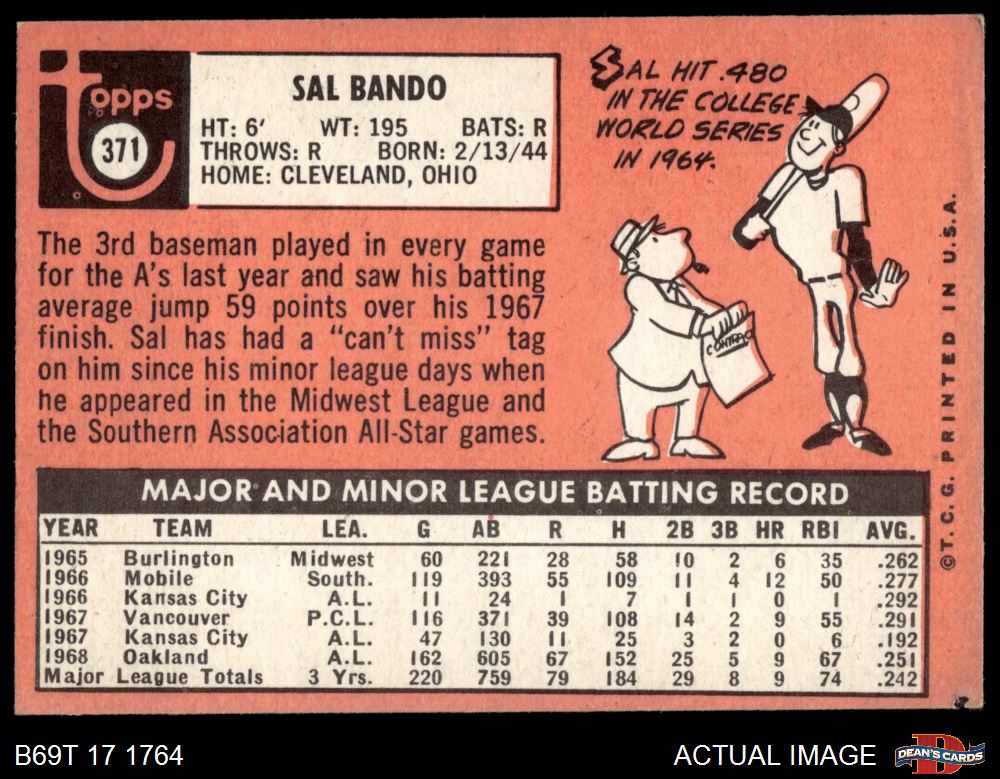 Topps
371
SAL BANDO
HT: 6' WT: 195 BATS: R
THROWS: R BORN: 2/13/44
HOME: CLEVELAND, OHIO
SAL HIT .480
IN THE COLLEGE
WORLD SERIES
IN 1964.
The 3rd baseman played in every game
for the A's last year and saw his batting
average jump 59 points over his 1967
finish. Sal has had a "can't miss" tag
on him since his minor league days when
he appeared in the Midwest League and
the Southern Association All-Star games.
MAJOR AND MINOR LEAGUE BATTING RECORD
YEAR TEAM LEA. G AB R H 2B 3B HR RBI AVG.
1965 Burlington Midwest 60 221 28 58 10 2 6 35 .262
1966 Mobile South. 119 393 55 109 11 4 12 50 .277
1966 Kansas City A.L. 11 24 1 7 1 1 0 1 .292
1967 Vancouver P.C.L. 116 371 39 108 14 2 9 55 .291
1967 Kansas City A.L. 47 130 11 25 3 2 0 6 .192
1968 Oakland A.L. 162 605 67 152 25 5 9 67 .251
Major League Totals 3 Yrs. 220 759 79 184 29 8 9 74 .242
©T. C. G. PRINTED IN U.S.A.
B69T 17 1764
ACTUAL IMAGE
DEAN'S CARDS